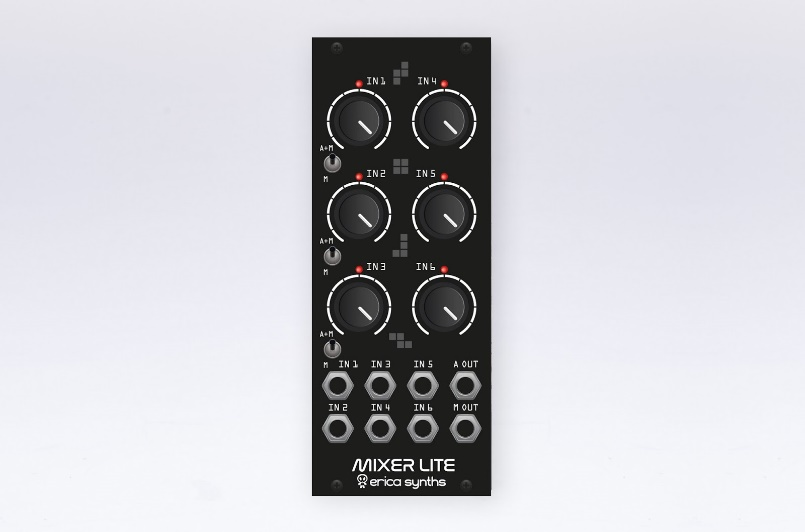 IN 1 IN 4
A+M
M
IN 2 IN 5
A+M
M
IN 3 IN 6
A+M
M IN 1 IN 3 IN 5 A OUT
IN 2 IN 4 IN 6 M OUT
MIXER LITE
erica synths